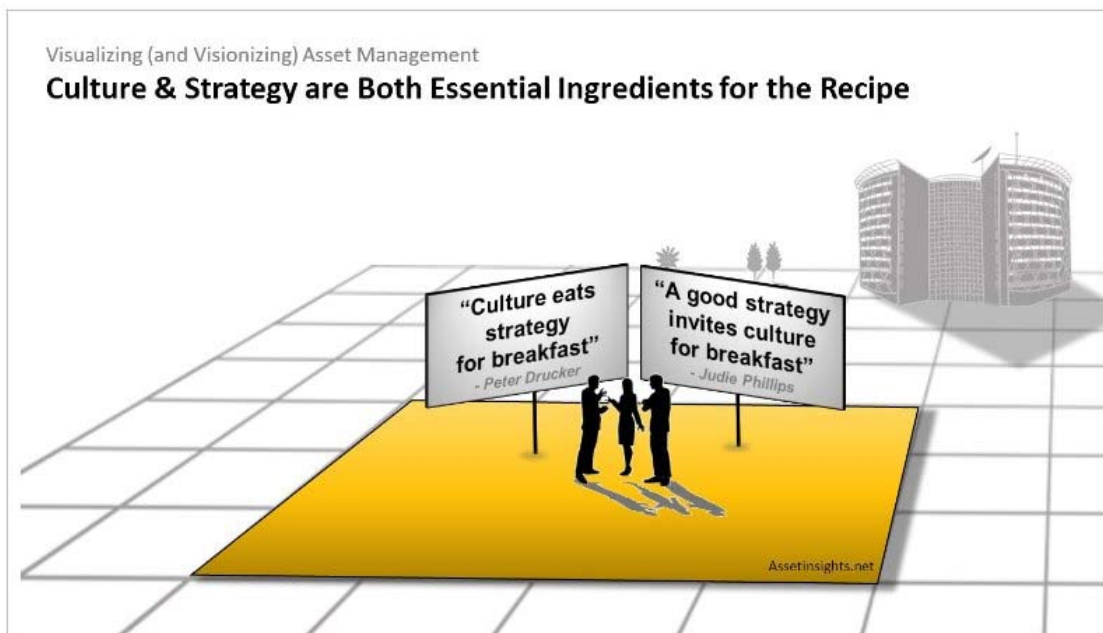 Visualizing (and Visionizing) Asset Management
Culture & Strategy are Both Essential Ingredients for the Recipe
“Culture eats
strategy
for breakfast”
- Peter Drucker
“A good strategy
invites culture
for breakfast”
- Judie Phillips
Assetinsights.net